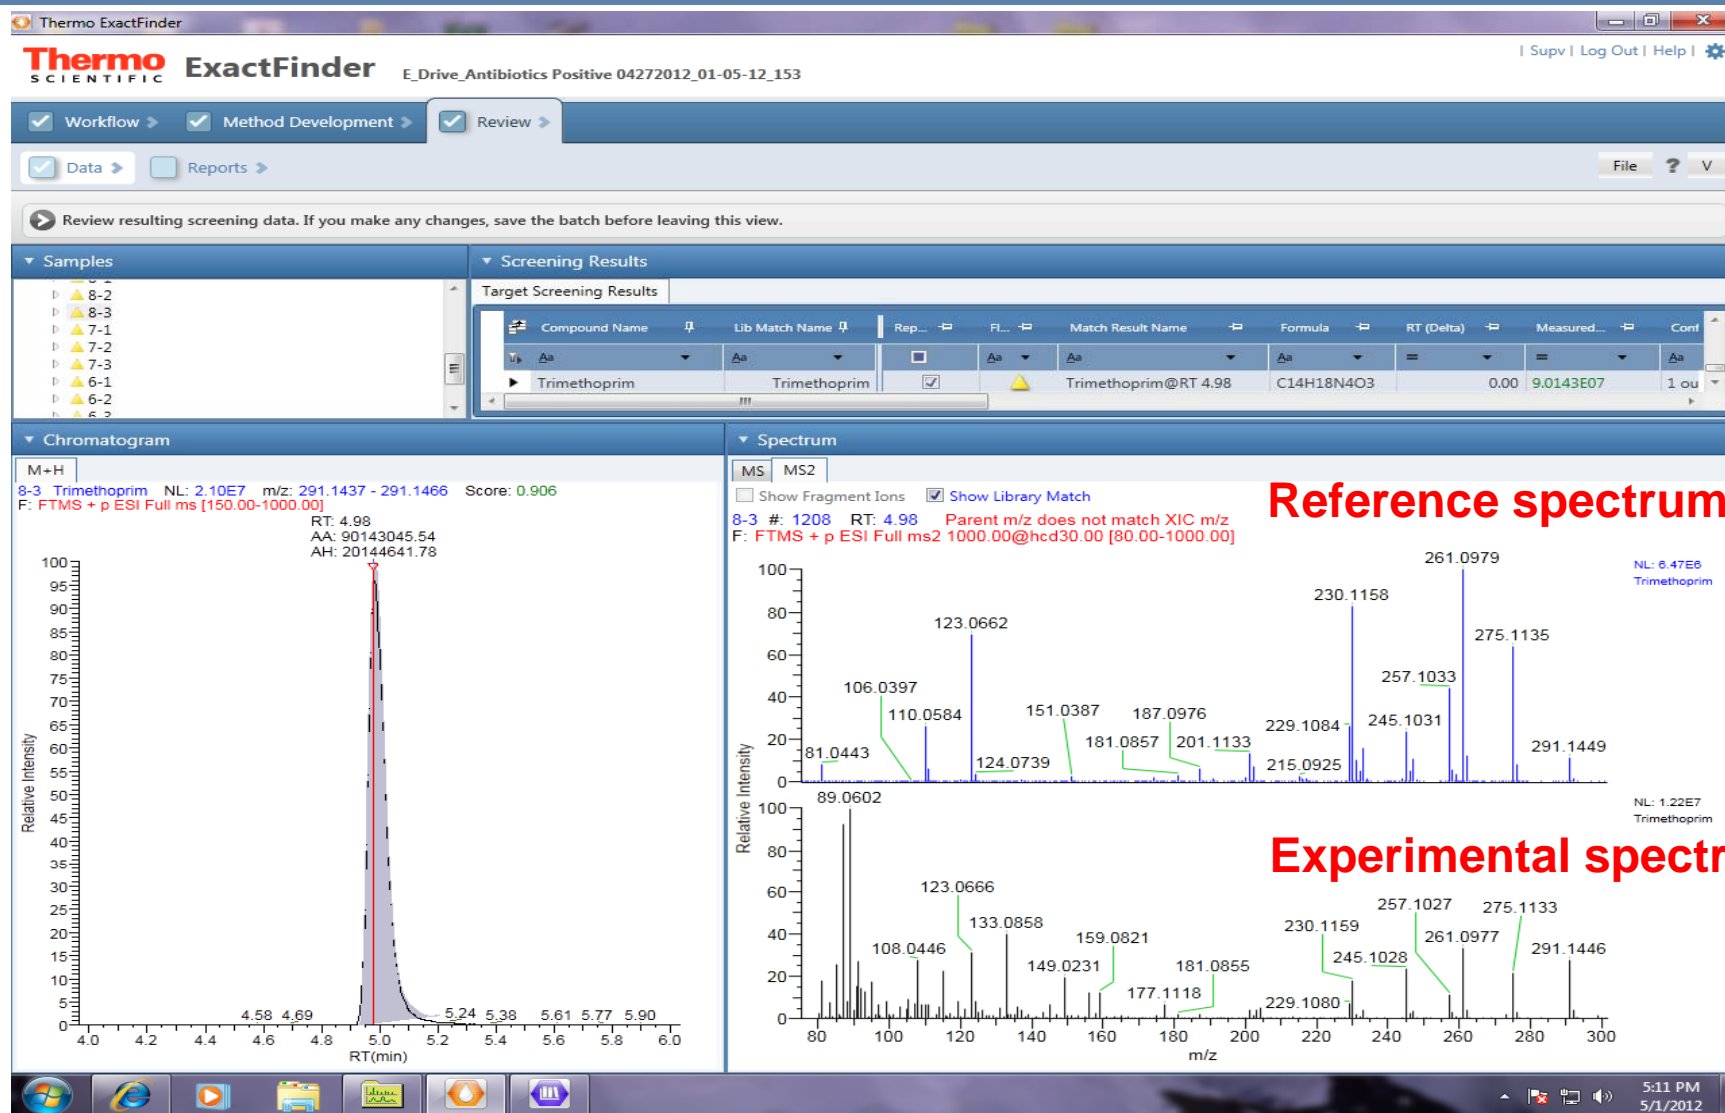 Thermo ExactFinder
Thermo
SCIENTIFIC
ExactFinder
E_Drive_Antibiotics Positive 04272012_01-05-12_153
| Supv | Log Out | Help |
Workflow
Method Development
Review
Data
Reports
File ? V
Review resulting screening data. If you make any changes, save the batch before leaving this view.
Samples
8-2
8-3
7-1
7-2
7-3
6-1
6-2
Screening Results
Target Screening Results
Compound Name Lib Match Name Rep... Fl... Match Result Name Formula RT (Delta) Measured... Conf
Aa Aa Aa Aa Aa = = Aa
Trimethoprim Trimethoprim Trimethoprim@RT 4.98 C14H18N4O3 0.00 9.0143E07 1 ou
Chromatogram
M+H
8-3 Trimethoprim NL: 2.10E7 m/z: 291.1437 - 291.1466 Score: 0.906
F: FTMS + p ESI Full ms [150.00-1000.00]
RT: 4.98
AA: 90143045.54
AH: 20144641.78
100
95
90
85
80
75
70
65
60
55
50
45
40
35
30
25
20
15
10
5
0
Relative Intensity
4.58 4.69 5.24 5.38 5.61 5.77 5.90
4.0 4.2 4.4 4.6 4.8 5.0 5.2 5.4 5.6 5.8 6.0
RT(min)
Spectrum
MS MS2
Show Fragment Ions Show Library Match
Reference spectrum
8-3 #: 1208 RT: 4.98 Parent m/z does not match XIC m/z
F: FTMS + p ESI Full ms2 1000.00@hcd30.00 [80.00-1000.00]
NL: 6.47E6
Trimethoprim
100
80
60
40
20
0
261.0979
230.1158
123.0662
275.1135
257.1033
106.0397
110.0584
151.0387
187.0976
229.1084
245.1031
181.0857
201.1133
291.1449
81.0443
124.0739
215.0925
Relative Intensity
NL: 1.22E7
Trimethoprim
Experimental spectr
100
80
60
40
20
0
89.0602
123.0666
257.1027
275.1133
133.0858
230.1159
261.0977
159.0821
108.0446
291.1446
245.1028
149.0231
181.0855
177.1118
229.1080
80 100 120 140 160 180 200 220 240 260 280 300
m/z
5:11 PM
5/1/2012